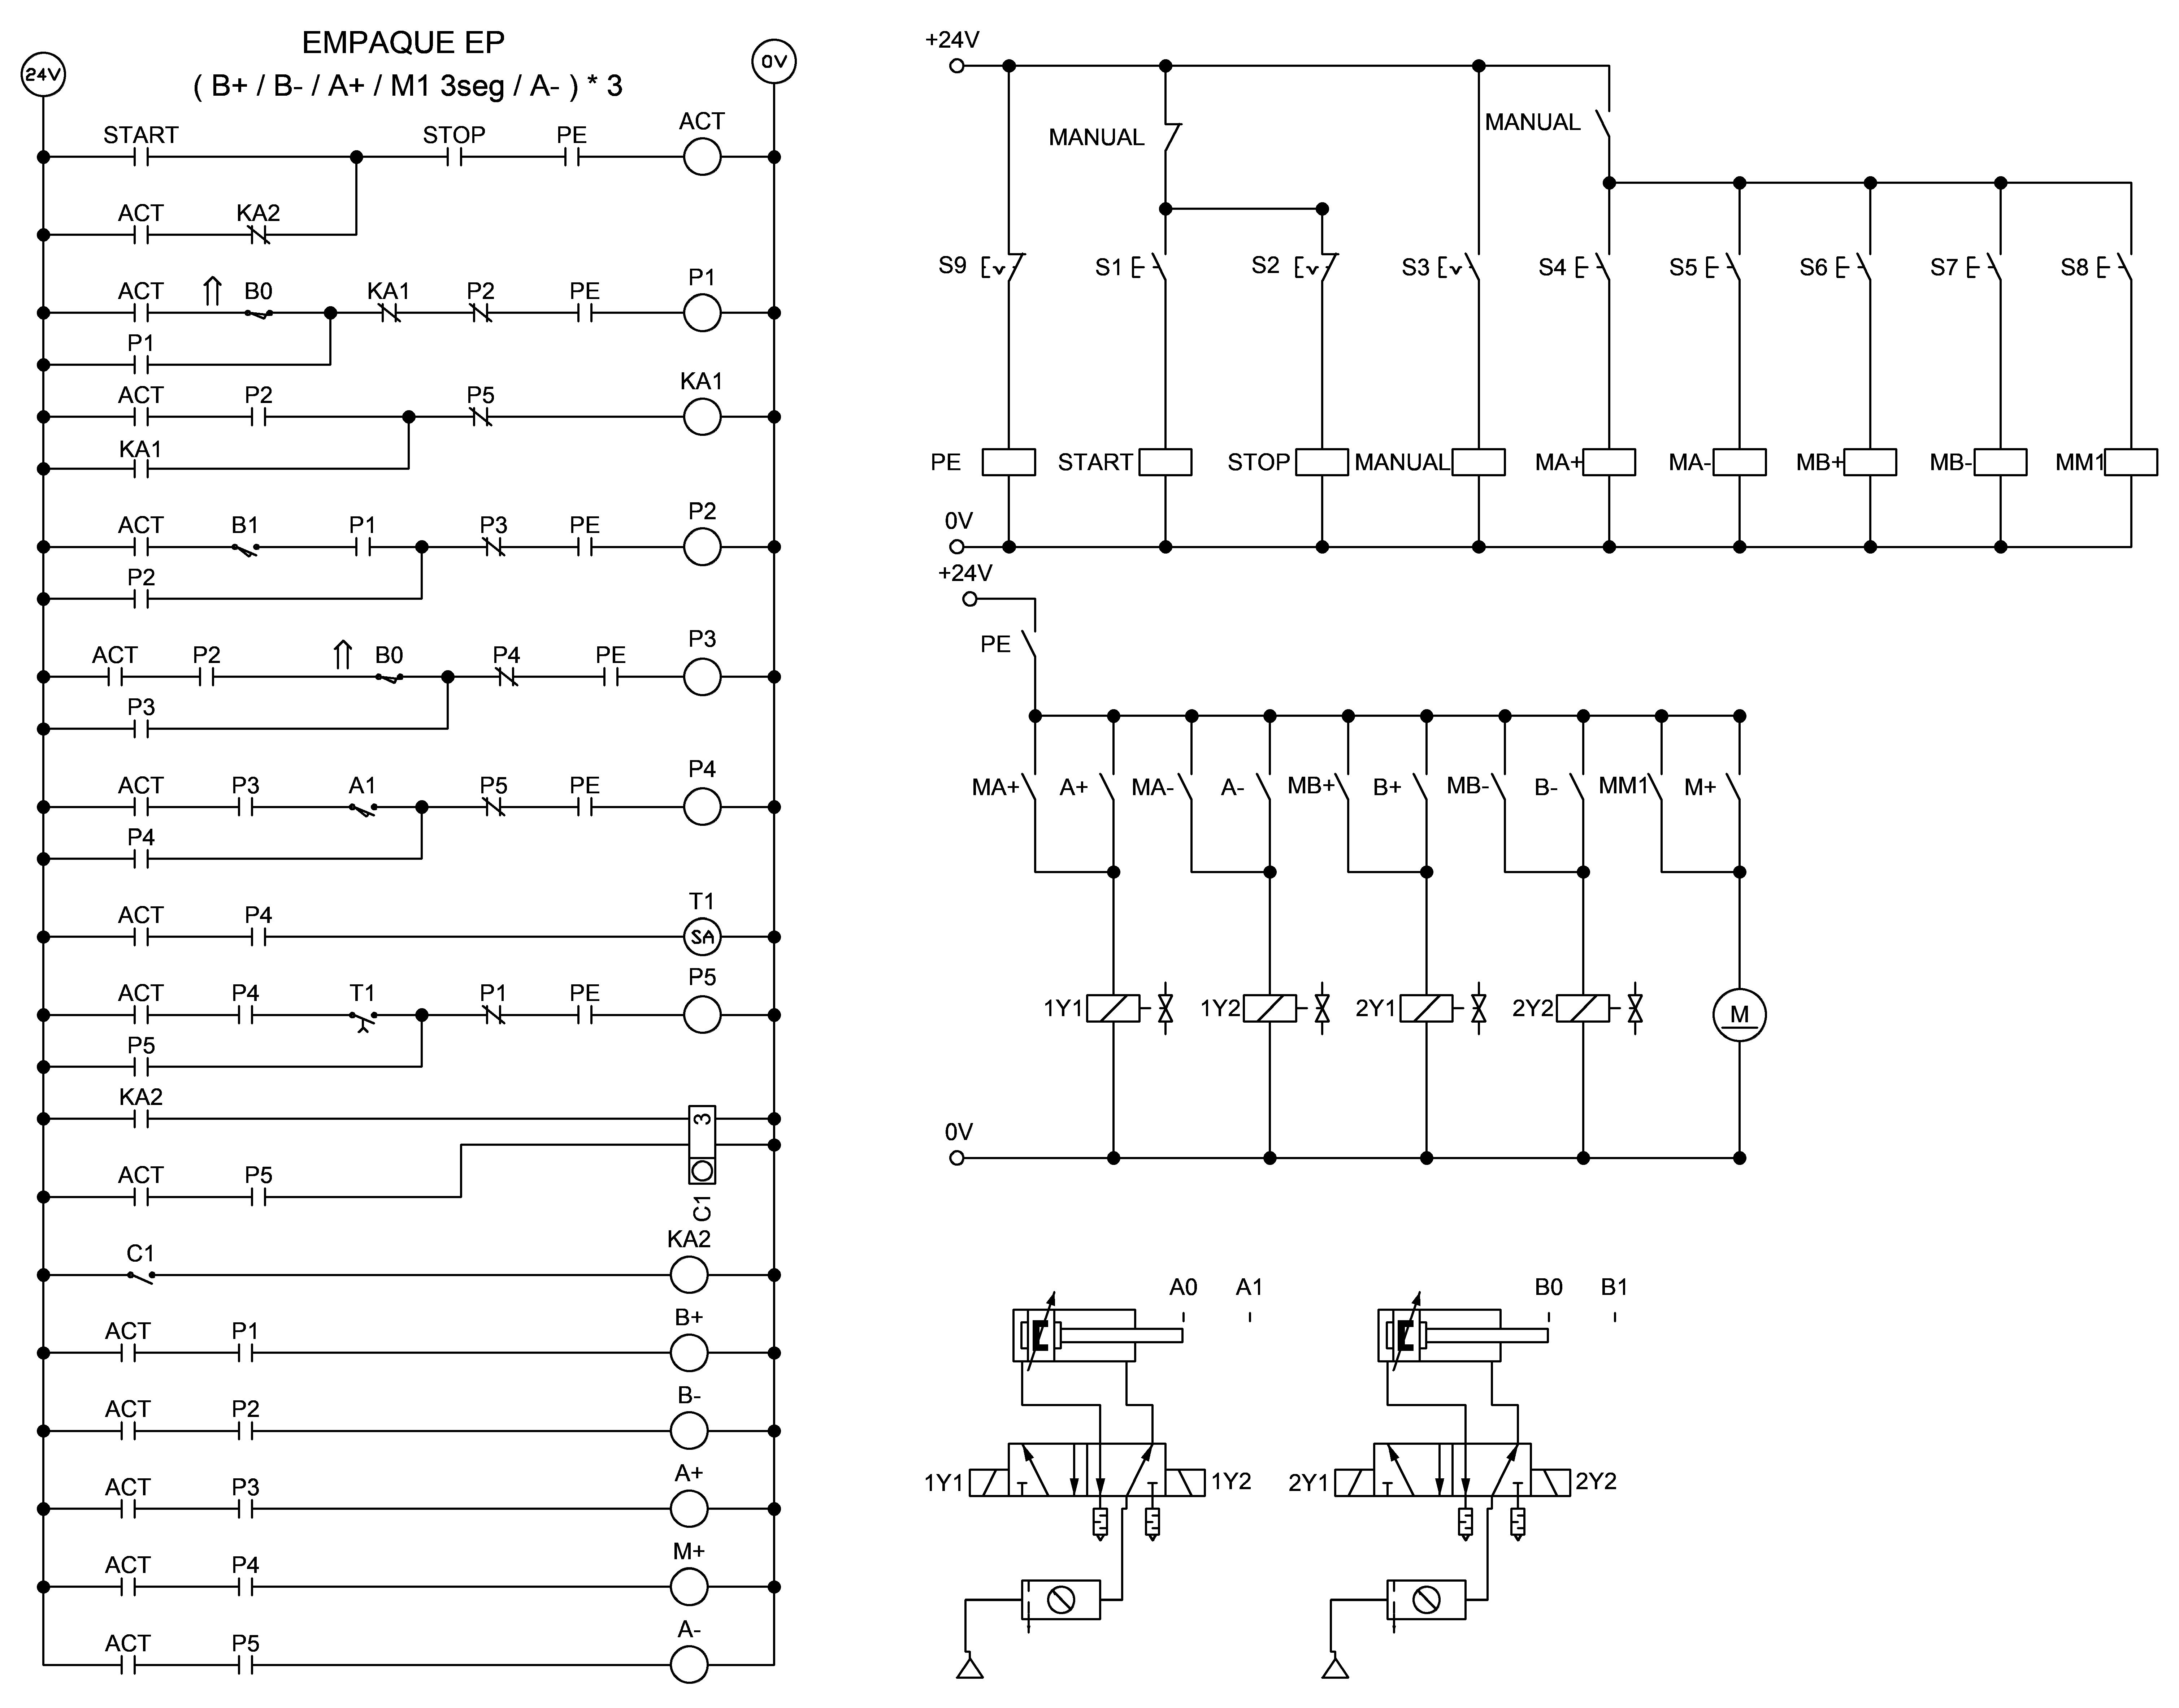 EMPAQUE EP
( B+ / B- / A+ / M1 3seg / A- ) * 3
24V 0V
START STOP PE ACT
ACT KA2
ACT B0 KA1 P2 PE P1
P1
ACT P2 P5 KA1
KA1
ACT B1 P1 P3 PE P2
P2
ACT P2 B0 P4 PE P3
P3
ACT P3 A1 P5 PE P4
P4
ACT P4 T1
SA
ACT P4 T1 P1 PE P5
P5
KA2 3
ACT P5 C1
C1 KA2
ACT P1 B+
ACT P2 B-
ACT P3 A+
ACT P4 M+
ACT P5 A-
+24V
MANUAL MANUAL
S9 S1 S2 S3 S4 S5 S6 S7 S8
PE START STOP MANUAL MA+ MA- MB+ MB- MM1
0V
+24V
PE
MA+ A+ MA- A- MB+ B+ MB- B- MM1 M+
1Y1 1Y2 2Y1 2Y2 M
0V
A0 A1 B0 B1
1Y1 1Y2 2Y1 2Y2